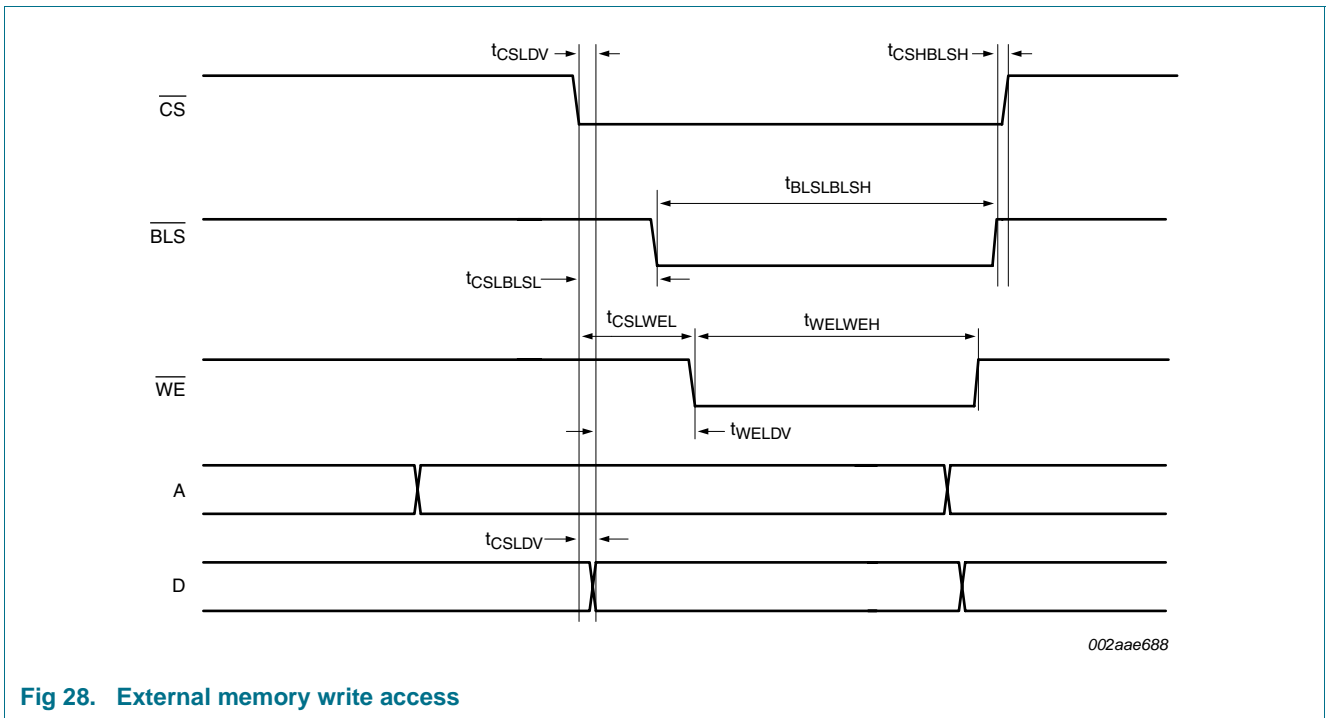 tCSLDV
tCSHBLSH
CS
tBLSLBLSH
BLS
tCSLBLSL
tCSLWEL
tWELWEH
WE
tWELDV
A
tCSLDV
D
002aae688
Fig 28. External memory write access